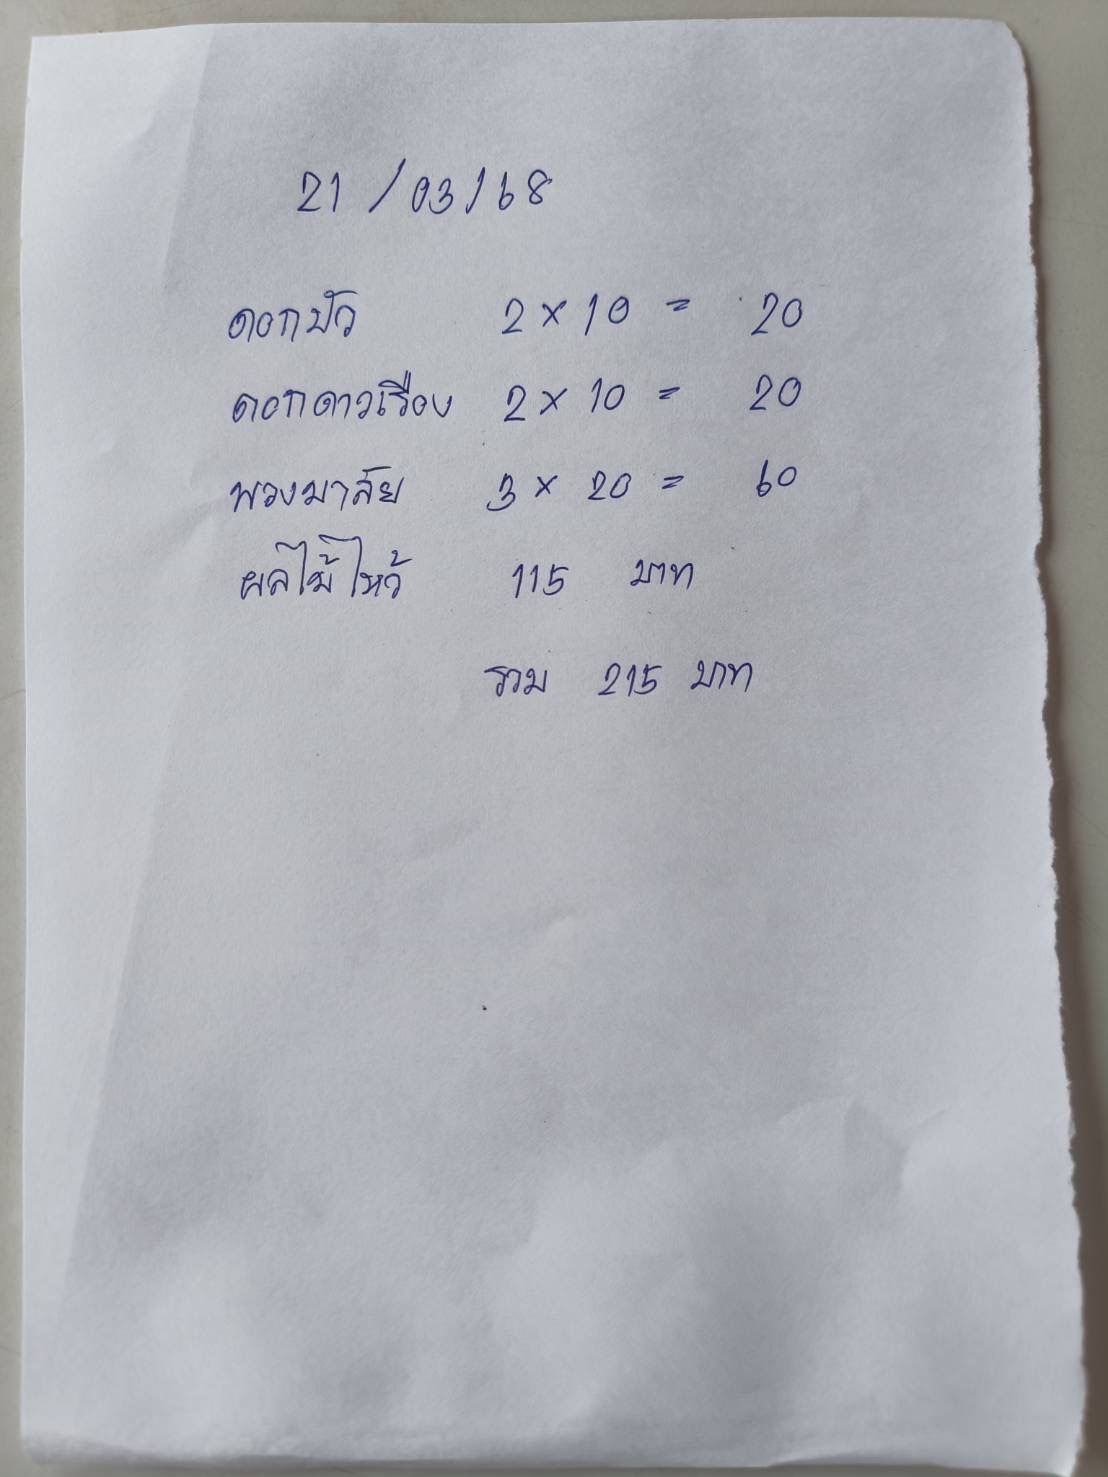 21 / 03 / 68
ดอกบัว 2 × 10 = 20
ดอกดาวเรือง 2 × 10 = 20
พวงมาลัย 3 × 20 = 60
ผลไม้ไหว้ 115 บาท
รวม 215 บาท